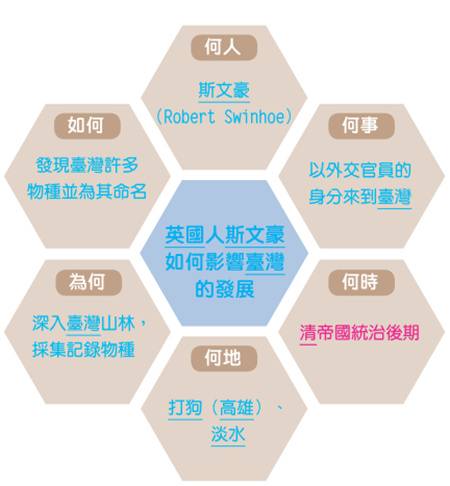 何人
斯文豪
(Robert Swinhoe)
何事
以外交官員的
身分來到臺灣
何時
清帝國統治後期
何地
打狗（高雄）、
淡水
為何
深入臺灣山林，
採集記錄物種
如何
發現臺灣許多
物種並為其命名
英國人斯文豪
如何影響臺灣
的發展